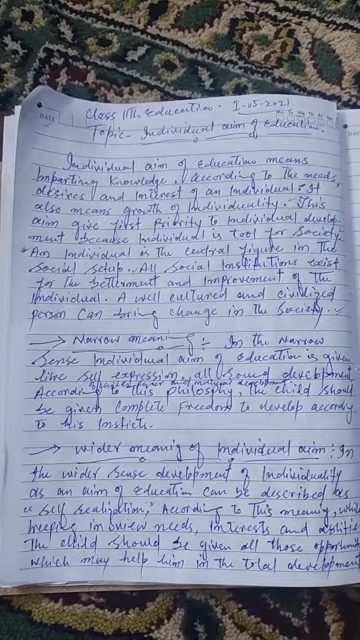 DATE
Class 11th Education. 1-05-2021
Topic- Individual aim of Education.
Individual aim of Education means
Imparting knowledge, according to the needs,
desires and Interest of an Individual. It
also means growth of Individuality. This
aim give first Priority to Individual develop-
ment because Individual is tool for society.
An Individual is the central figure in the
Social setup. All Social Institutions exist
for the betterment and Improvement of the
Individual. A well cultured and civilized
person can bring change in the Society.
→ Narrow meaning :- In the Narrow
Sense Individual aim of Education is given
like self expression, all sound development
and natural development.
According to this philosophy, the child should
be given complete Freedom to develop accordy
to his Instincts.
→ wider meaning of Individual aim: In
the wider sense development of Individuality
as an aim of Education can be described as
"self Realization." According to this meaning, while
keeping in view needs, interests and abilities
The child should be given all those opportuni
which may help him in the total development